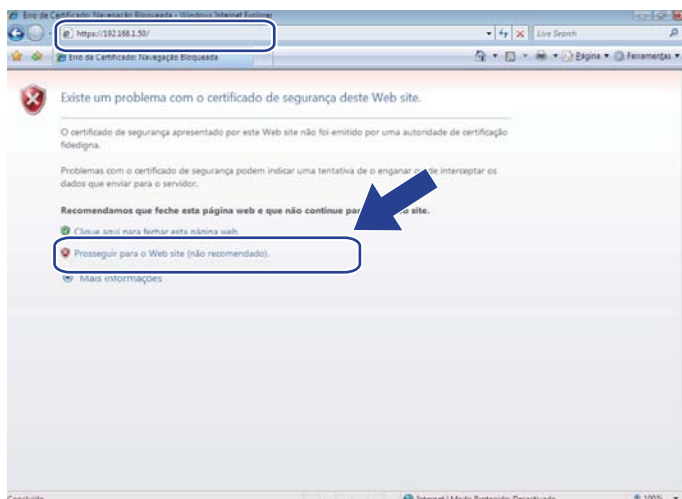 Erro de Certificado: Navegação Bloqueada - Windows Internet Explorer
https://192.168.1.50/
Live Search
Erro de Certificado: Navegação Bloqueada
Página
Ferramentas
Existe um problema com o certificado de segurança deste Web site.
O certificado de segurança apresentado por este Web site não foi emitido por uma autoridade de certificação
fidedigna.
Problemas com o certificado de segurança podem indicar uma tentativa de o enganar ou de interceptar os
dados que enviar para o servidor.
Recomendamos que feche esta página web e que não continue par site.
Clique aqui para fechar esta página web.
Prosseguir para o Web site (não recomendado).
Mais informações
Concluído
Internet | Modo Protegido: Desactivado
100%